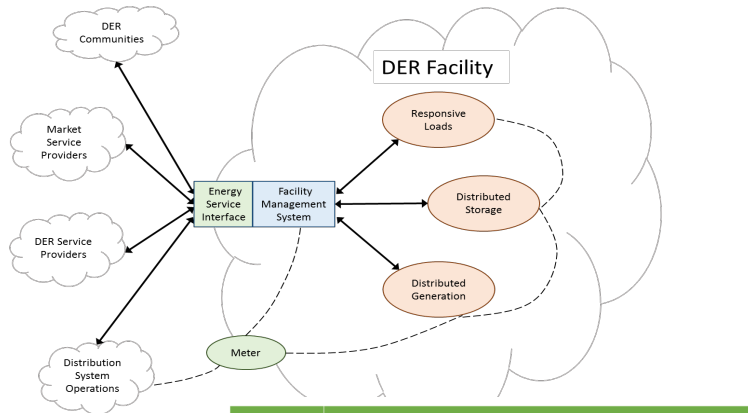 DER
Communities
DER Facility
Responsive
Loads
Market
Service
Providers
Energy
Service
Interface
Facility
Management
System
Distributed
Storage
DER Service
Providers
Distributed
Generation
Meter
Distribution
System
Operations